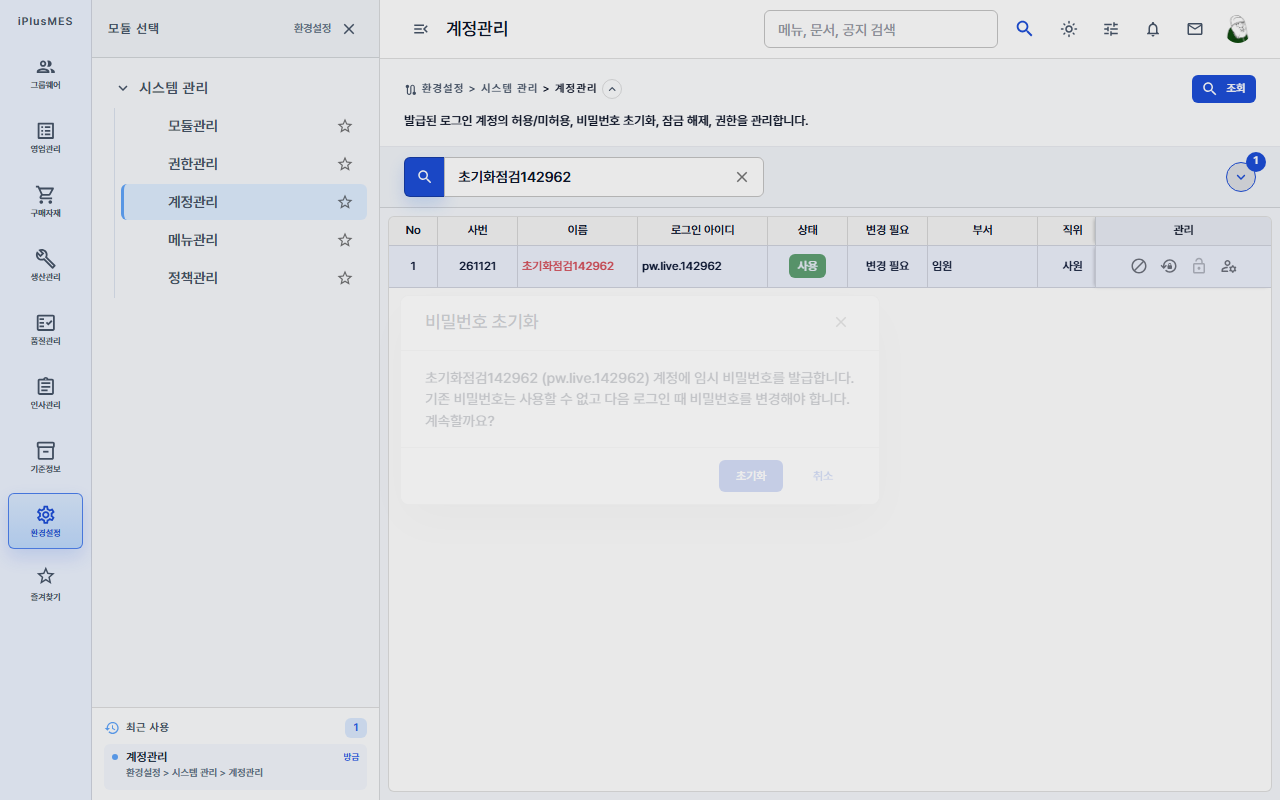 iPlusMES
그룹웨어
영업관리
구매자재
생산관리
품질관리
인사관리
기준정보
환경설정
즐겨찾기
모듈 선택
환경설정
시스템 관리
모듈관리
권한관리
계정관리
메뉴관리
정책관리
최근 사용
1
계정관리
방금
환경설정 > 시스템 관리 > 계정관리
계정관리
메뉴, 문서, 공지 검색
환경설정 > 시스템 관리 > 계정관리
조회
발급된 로그인 계정의 허용/미허용, 비밀번호 초기화, 잠금 해제, 권한을 관리합니다.
초기화점검142962
1
No 사번 이름 로그인 아이디 상태 변경 필요 부서 직위 관리
1 261121 초기화점검142962 pw.live.142962 사용 변경 필요 임원 사원
비밀번호 초기화
초기화점검142962 (pw.live.142962) 계정에 임시 비밀번호를 발급합니다.
기존 비밀번호는 사용할 수 없고 다음 로그인 때 비밀번호를 변경해야 합니다.
계속할까요?
초기화
취소